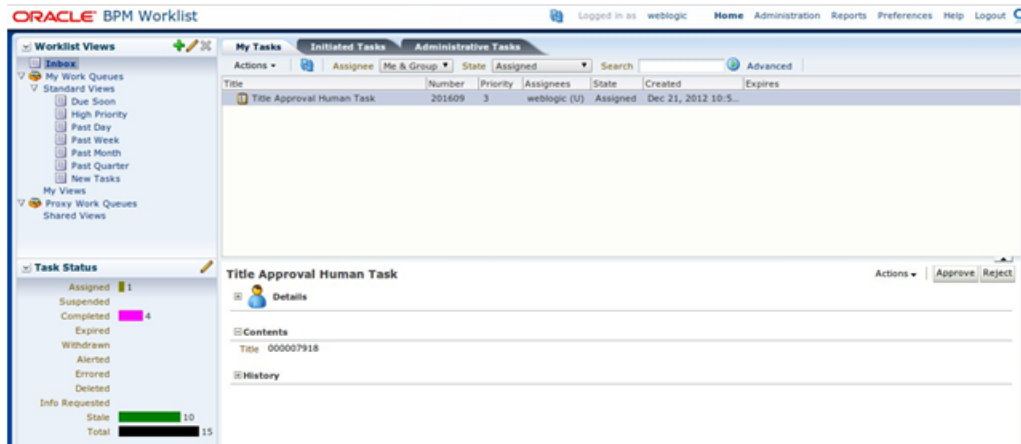 ORACLE BPM Worklist
Logged in as weblogic Home Administration Reports Preferences Help Logout
Worklist Views
Inbox
My Work Queues
Standard Views
Due Soon
High Priority
Past Day
Past Week
Past Month
Past Quarter
New Tasks
My Views
Proxy Work Queues
Shared Views
My Tasks Initiated Tasks Administrative Tasks
Actions Assignee Me & Group State Assigned Search Advanced
Title Number Priority Assignees State Created Expires
Title Approval Human Task 201609 3 weblogic (U) Assigned Dec 21, 2012 10:5...
Task Status
Assigned 1
Suspended
Completed 4
Expired
Withdrawn
Alerted
Errored
Deleted
Info Requested
Stale 10
Total 15
Title Approval Human Task Actions Approve Reject
Details
Contents
Title 000007918
History